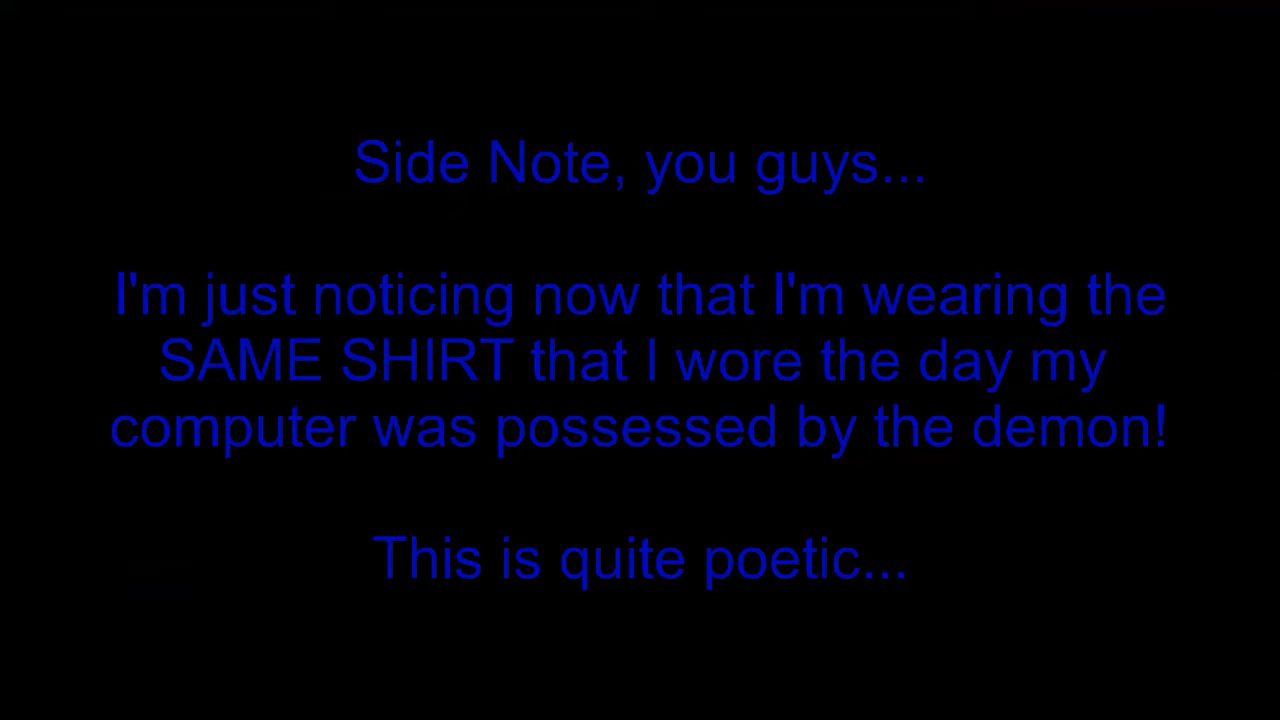 Side Note, you guys...
I'm just noticing now that I'm wearing the
SAME SHIRT that I wore the day my
computer was possessed by the demon!
This is quite poetic...